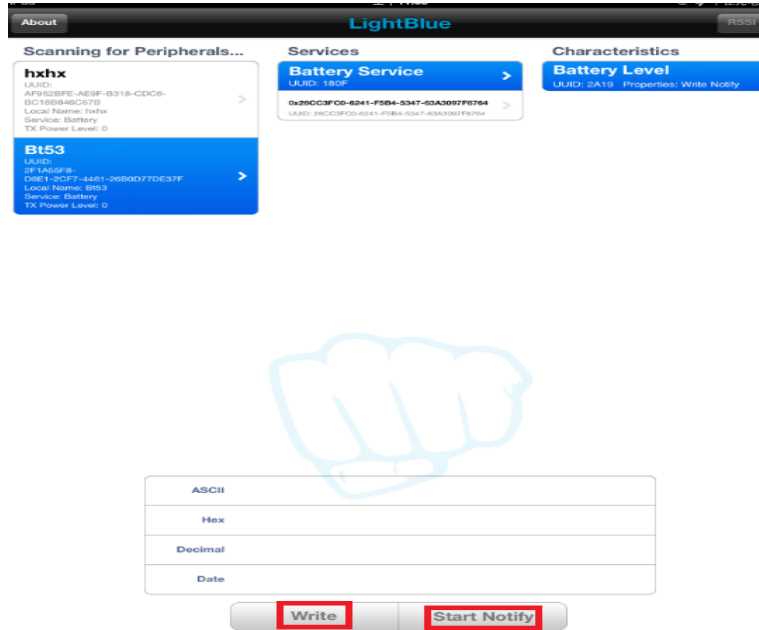 About
LightBlue
RSSI
Scanning for Peripherals...
hxhx
UUID:
AF952BFE-AE9F-B318-CDC6-
BC16B846C67B
Local Name: hxhx
Service: Battery
TX Power Level: 0
Bt53
UUID:
2F1A55F8-
D8E1-2CF7-4461-26B0D77DE37F
Local Name: Bt53
Service: Battery
TX Power Level: 0
Services
Battery Service
UUID: 180F
0x26CC3FC0-6241-F5B4-5347-63A3097F6764
UUID: 26CC3FC0-6241-F5B4-5347-63A3097F6764
Characteristics
Battery Level
UUID: 2A19 Properties: Write Notify
ASCII
Hex
Decimal
Date
Write
Start Notify